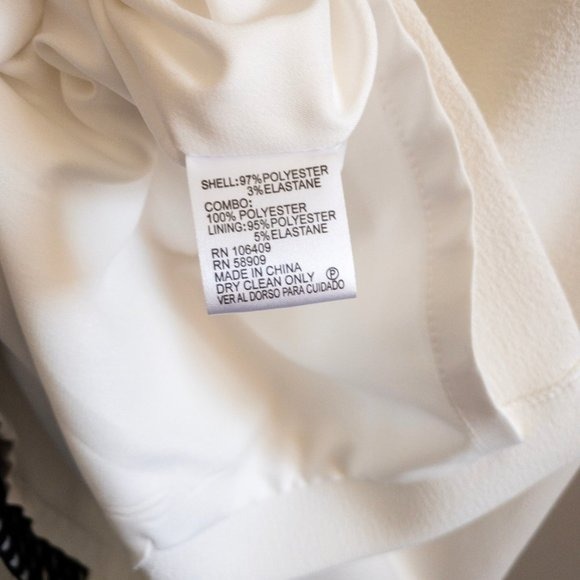 SHELL:97%POLYESTER
3%ELASTANE
COMBO:
100% POLYESTER
LINING:95%POLYESTER
5%ELASTANE
RN 106409
RN 58909
MADE IN CHINA
DRY CLEAN ONLY Ⓟ
VER AL DORSO PARA CUIDADO